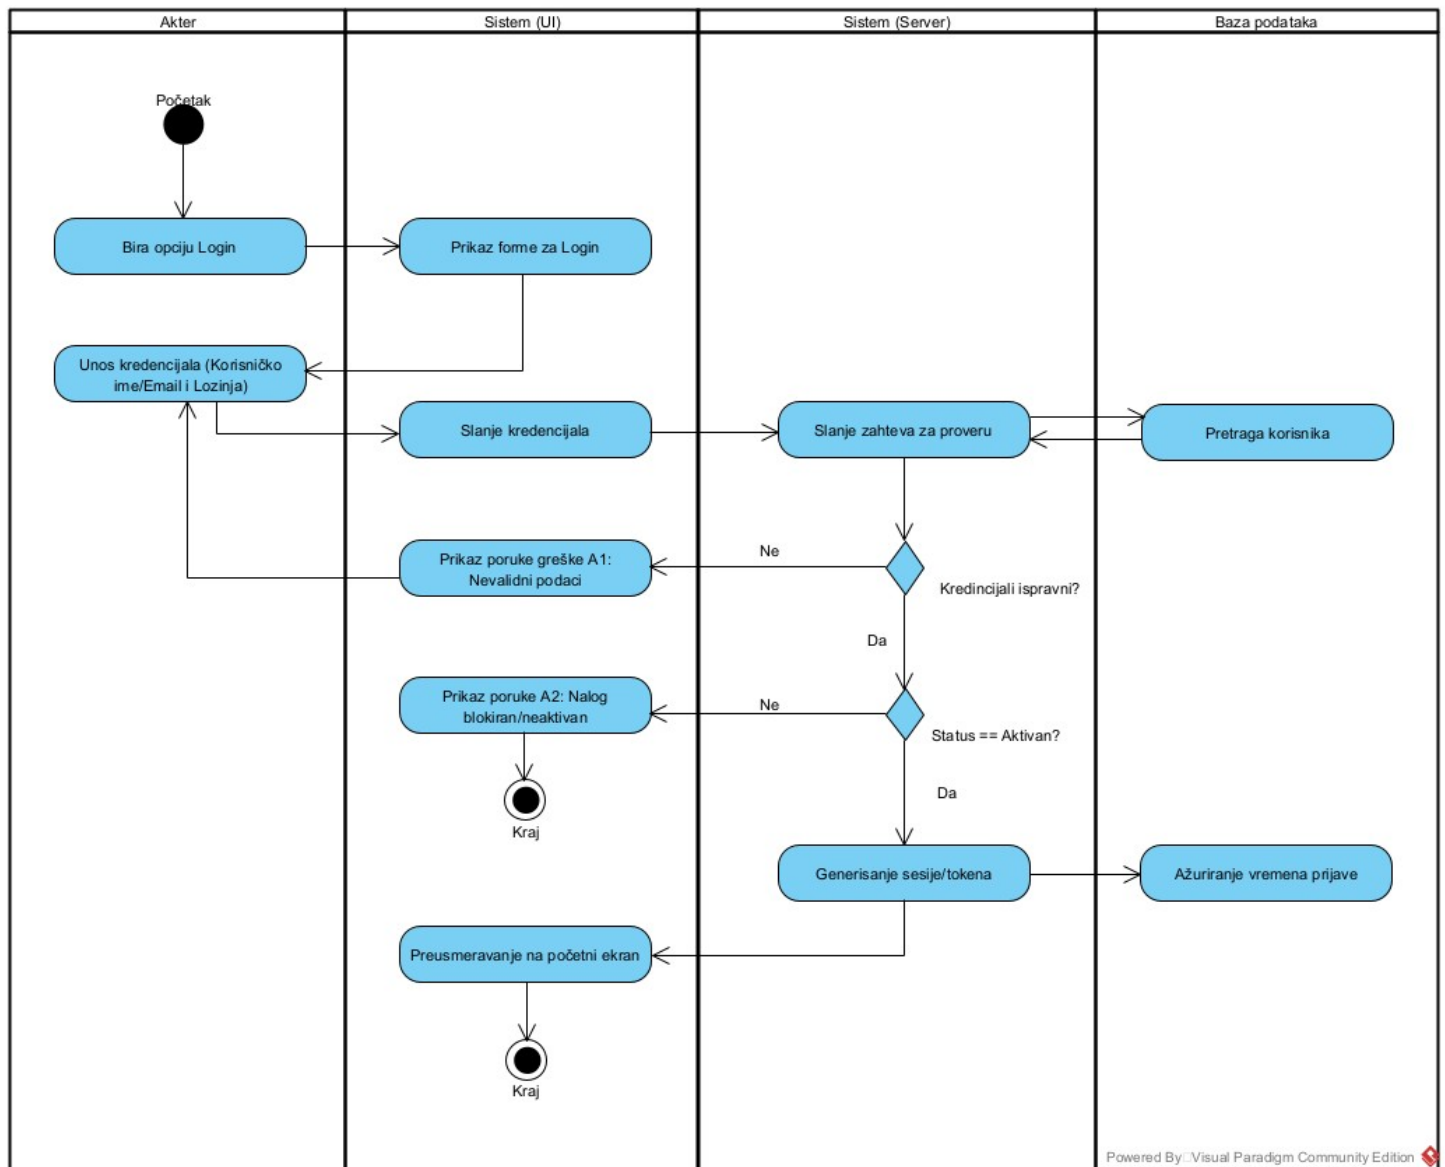 Akter
Sistem (UI)
Sistem (Server)
Baza podataka
Početak
Bira opciju Login
Prikaz forme za Login
Unos kredencijala (Korisničko
ime/Email i Lozinja)
Slanje kredencijala
Slanje zahteva za proveru
Pretraga korisnika
Prikaz poruke greške A1:
Nevalidni podaci
Ne
Kredincijali ispravni?
Da
Prikaz poruke A2: Nalog
blokiran/neaktivan
Ne
Status == Aktivan?
Kraj
Da
Generisanje sesije/tokena
Ažuriranje vremena prijave
Preusmeravanje na početni ekran
Kraj
Powered By Visual Paradigm Community Edition